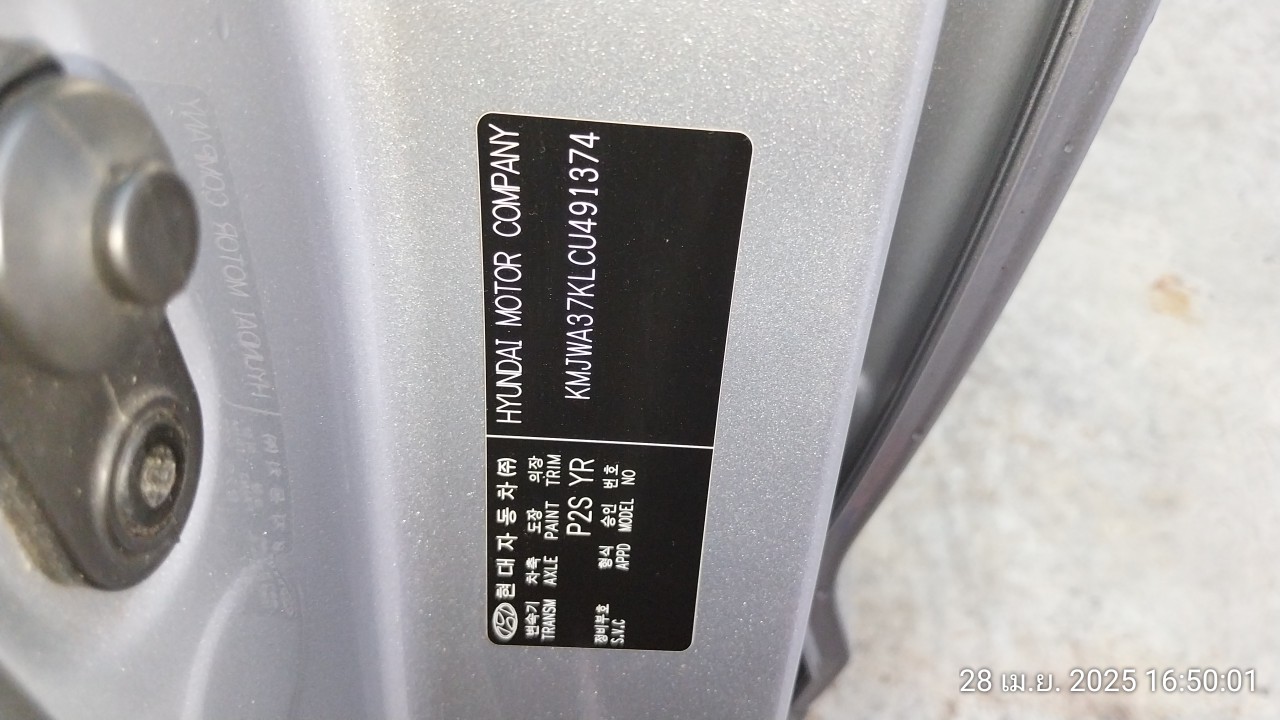 현대자동차(주) HYUNDAI MOTOR COMPANY
변속기 차축 도장 의장
TRANSM AXLE PAINT TRIM
P2S YR KMJWA37KLCU491374
정비부호 형식 승인 번호
S.V.C APPD MODEL NO
28 เม.ย. 2025 16:50:01